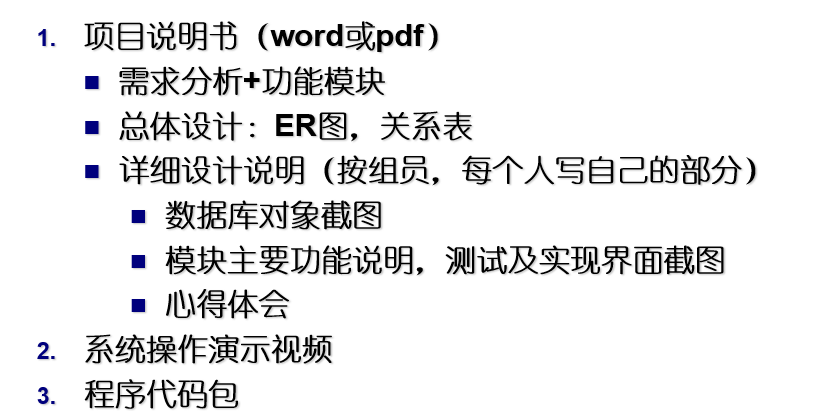 1. 项目说明书（word或pdf）
■ 需求分析+功能模块
■ 总体设计：ER图，关系表
■ 详细设计说明（按组员，每个人写自己的部分）
■ 数据库对象截图
■ 模块主要功能说明，测试及实现界面截图
■ 心得体会
2. 系统操作演示视频
3. 程序代码包